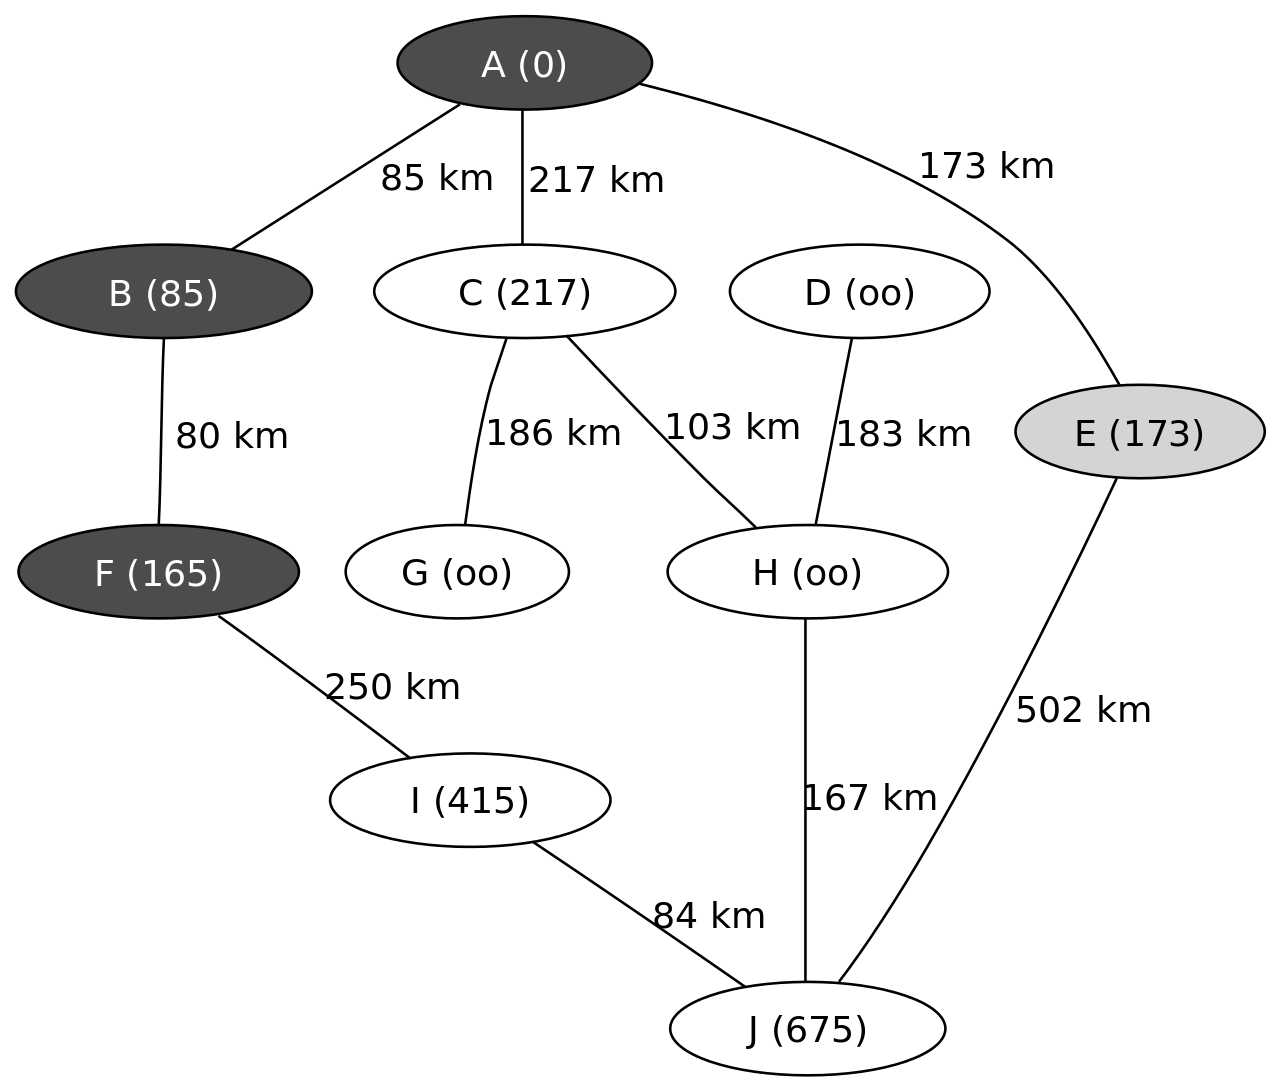 A (0)
85 km
217 km
173 km
B (85)
C (217)
D (oo)
80 km
186 km
103 km
183 km
E (173)
F (165)
G (oo)
H (oo)
250 km
502 km
I (415)
167 km
84 km
J (675)